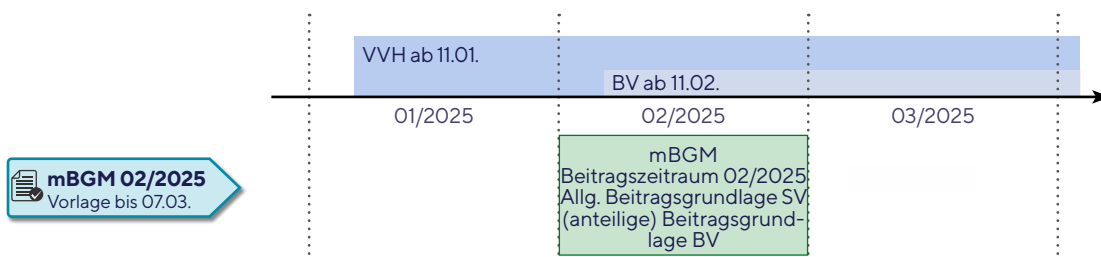 VVH ab 11.01.
BV ab 11.02.
01/2025
02/2025
03/2025
mBGM 02/2025
Vorlage bis 07.03.
mBGM
Beitragszeitraum 02/2025
Allg. Beitragsgrundlage SV
(anteilige) Beitragsgrund-
lage BV